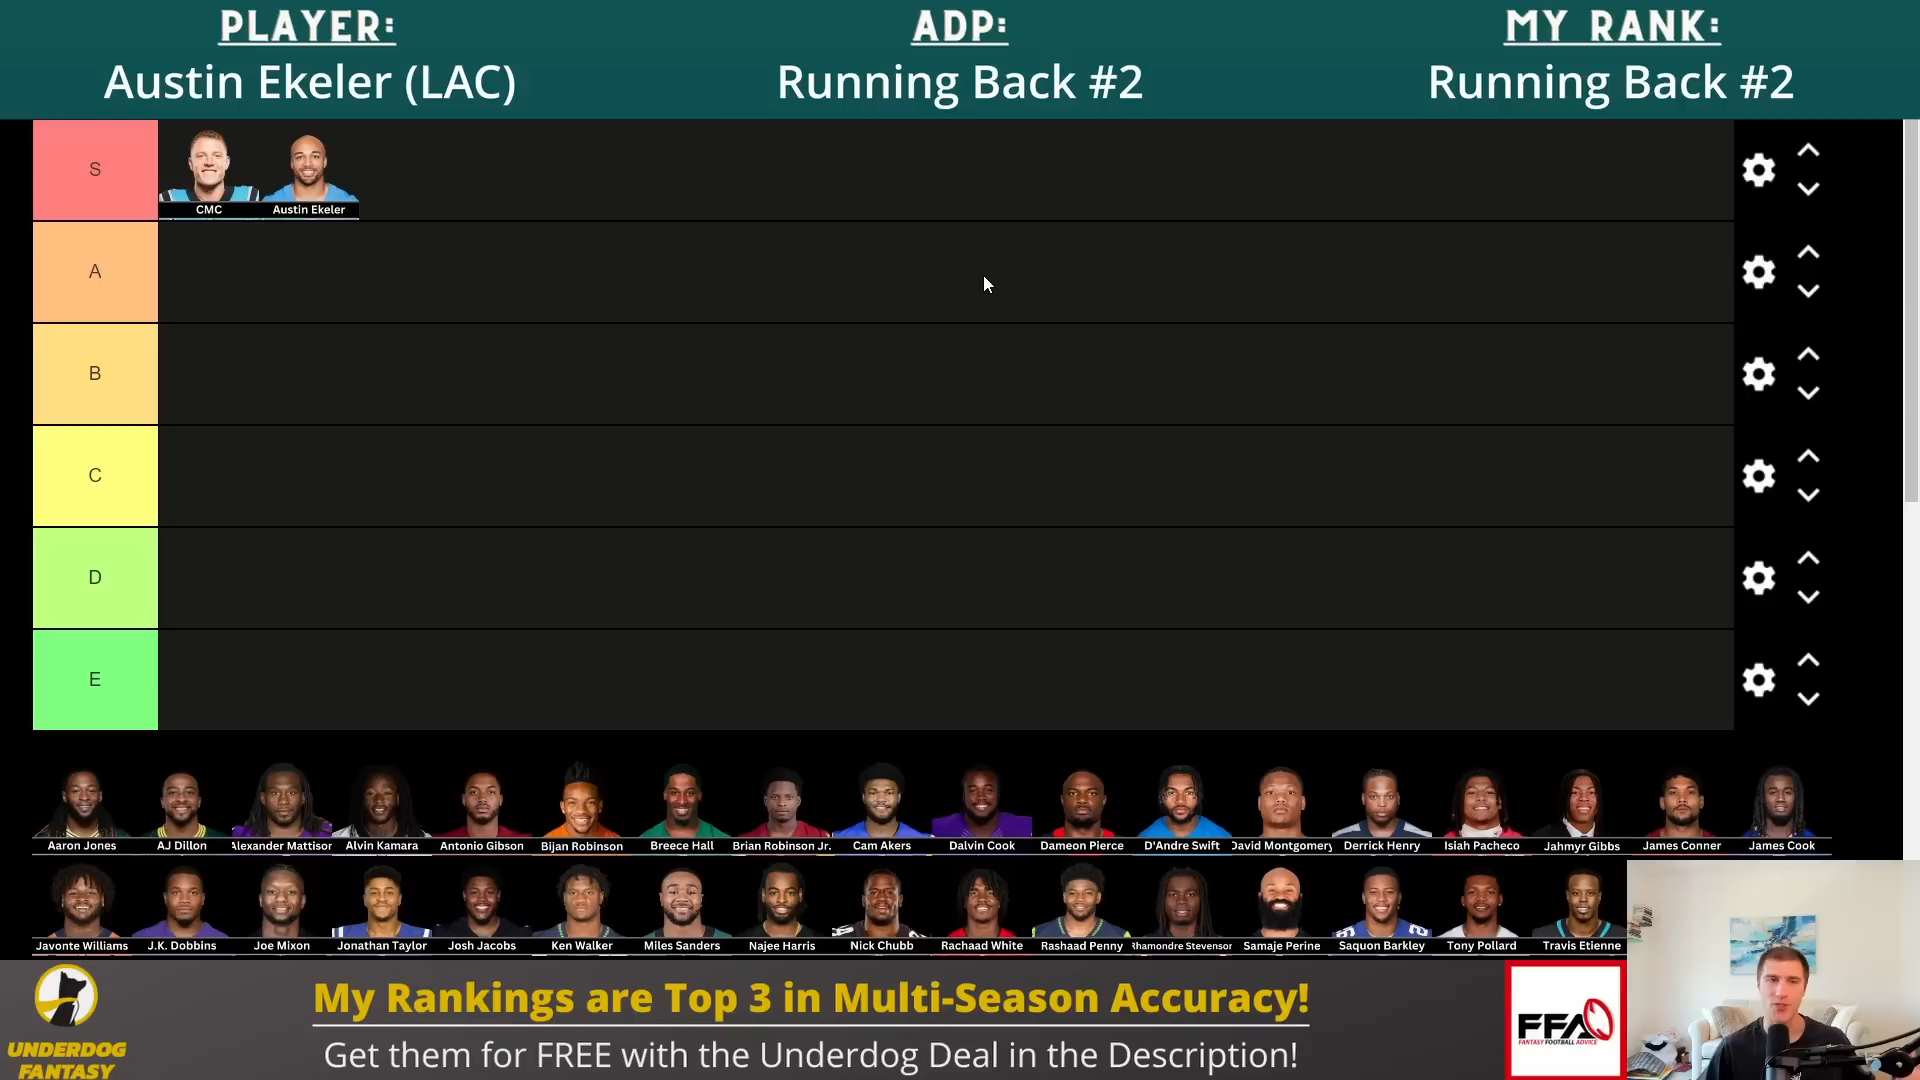 PLAYER:
Austin Ekeler (LAC)
ADP:
Running Back #2
MY RANK:
Running Back #2
S
CMC
Austin Ekeler
A
B
C
D
E
Aaron Jones
AJ Dillon
Alexander Mattison
Alvin Kamara
Antonio Gibson
Bijan Robinson
Breece Hall
Brian Robinson Jr.
Cam Akers
Dalvin Cook
Dameon Pierce
D'Andre Swift
David Montgomery
Derrick Henry
Isiah Pacheco
Jahmyr Gibbs
James Conner
James Cook
Javonte Williams
J.K. Dobbins
Joe Mixon
Jonathan Taylor
Josh Jacobs
Ken Walker
Miles Sanders
Najee Harris
Nick Chubb
Rachaad White
Rashaad Penny
Rhamondre Stevenson
Samaje Perine
Saquon Barkley
Tony Pollard
Travis Etienne
UNDERDOG
FANTASY
My Rankings are Top 3 in Multi-Season Accuracy!
Get them for FREE with the Underdog Deal in the Description!
FFA
FANTASY FOOTBALL ADVICE